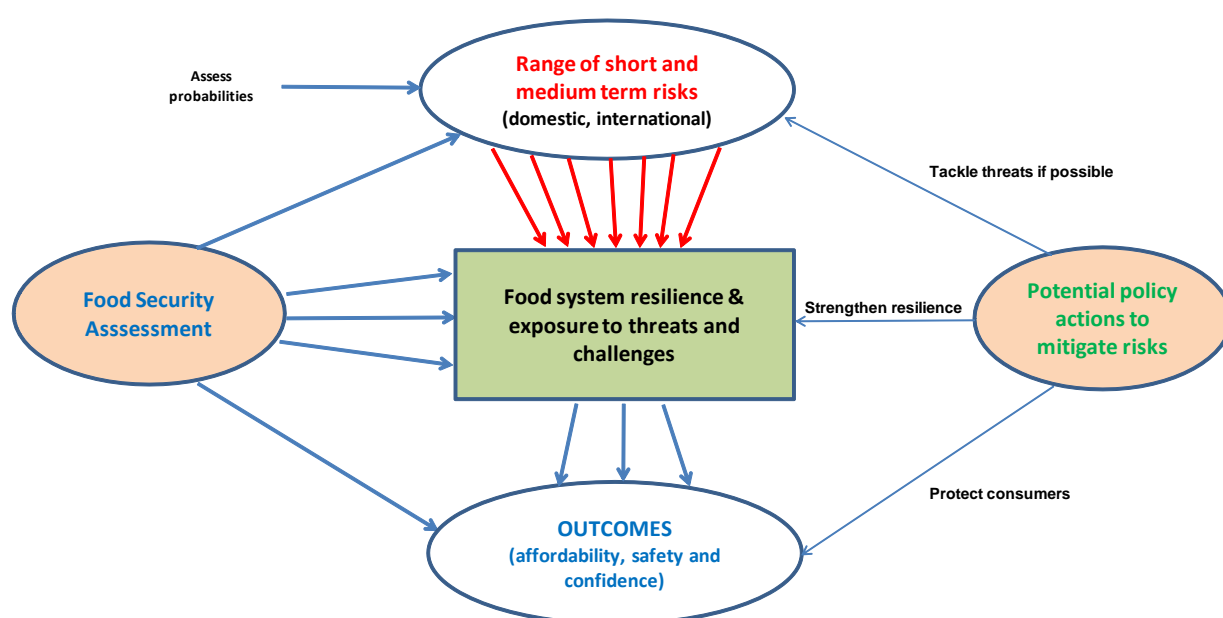 Range of short and
medium term risks
(domestic, international)
Assess
probabilities
Tackle threats if possible
Food Security
Asssessment
Food system resilience &
exposure to threats and
challenges
Strengthen resilience
Potential policy
actions to
mitigate risks
Protect consumers
OUTCOMES
(affordability, safety and
confidence)